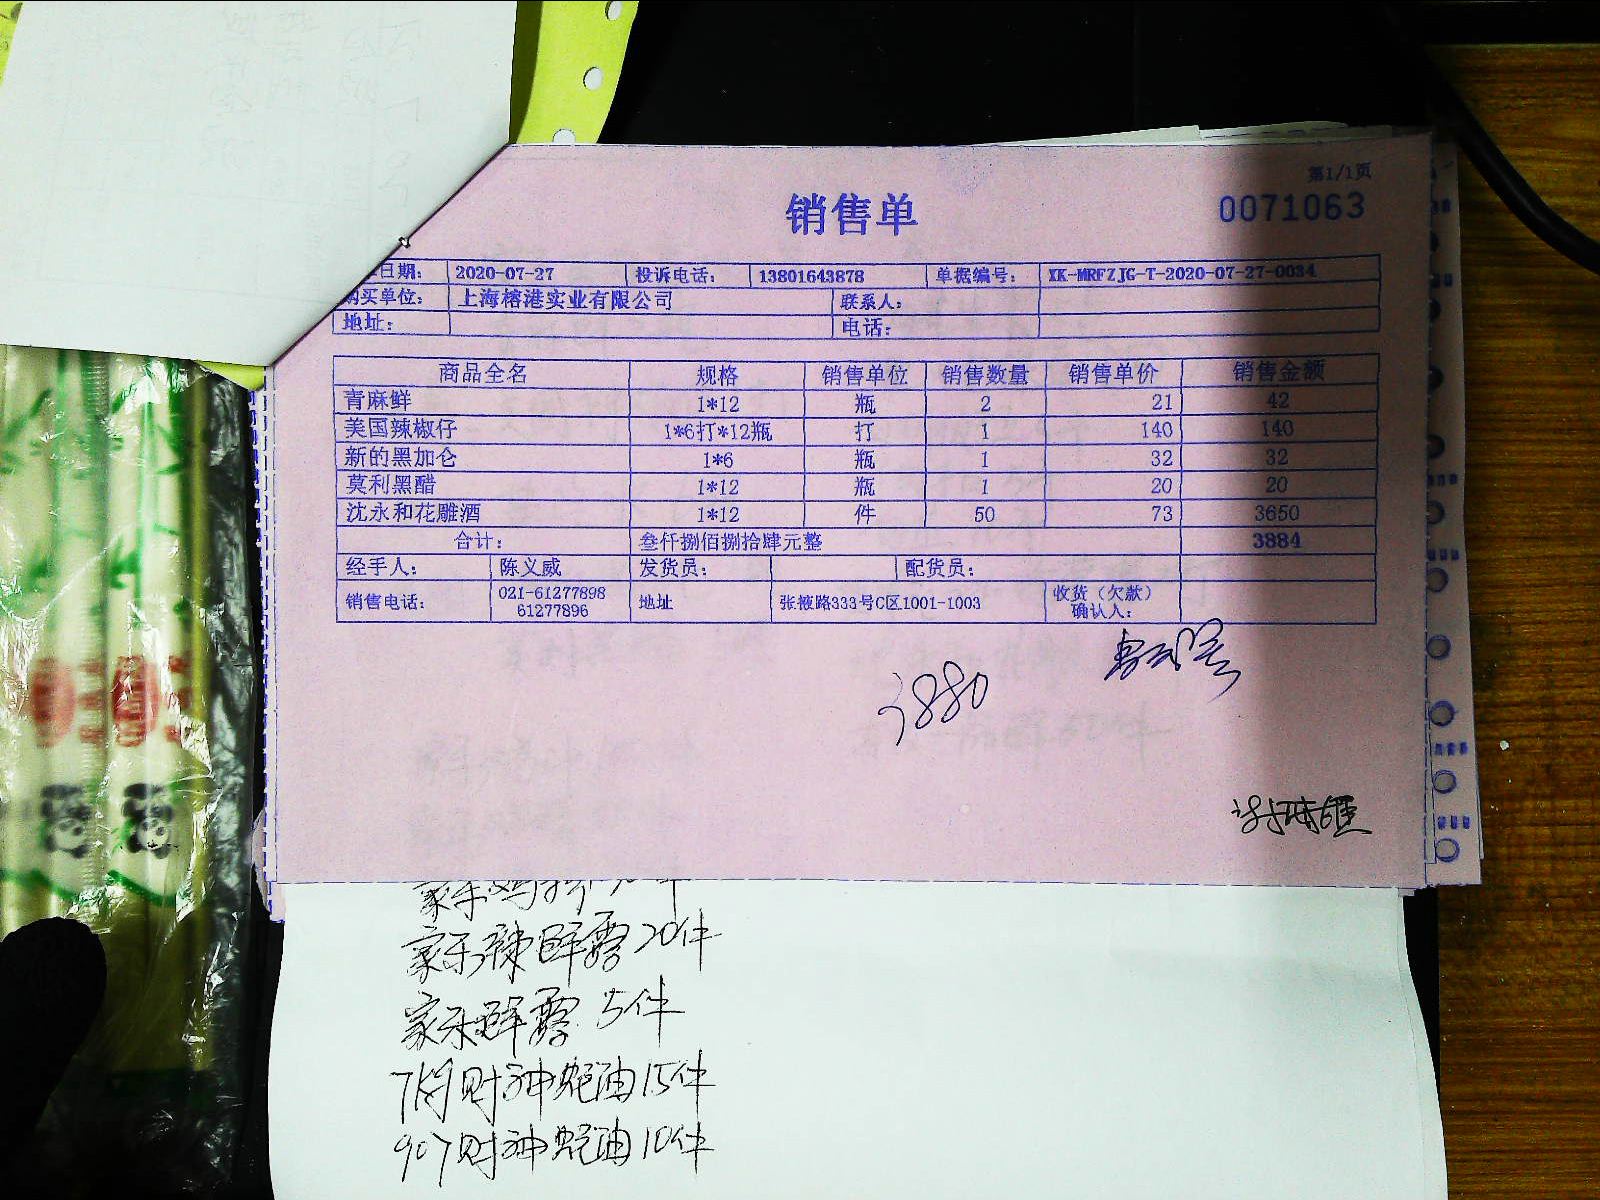 第1/1页
销售单
0071063
日期： 2020-07-27 投诉电话： 13801643878 单据编号： XK-MRFZJG-T-2020-07-27-0034
购买单位： 上海榕港实业有限公司 联系人：
地址： 电话：
商品全名 规格 销售单位 销售数量 销售单价 销售金额
青麻鲜 1*12 瓶 2 21 42
美国辣椒仔 1*6打*12瓶 打 1 140 140
新的黑加仑 1*6 瓶 1 32 32
莫利黑醋 1*12 瓶 1 20 20
沈永和花雕酒 1*12 件 50 73 3650
合计： 叁仟捌佰捌拾肆元整 3884
经手人： 陈义威 发货员： 配货员：
销售电话： 021-61277898 61277896 地址 张掖路333号C区1001-1003 收货（欠款）确认人：
3880
家乐辣鲜露20件
家乐鲜露 5件
财神蚝油15件
907财神蚝油10件